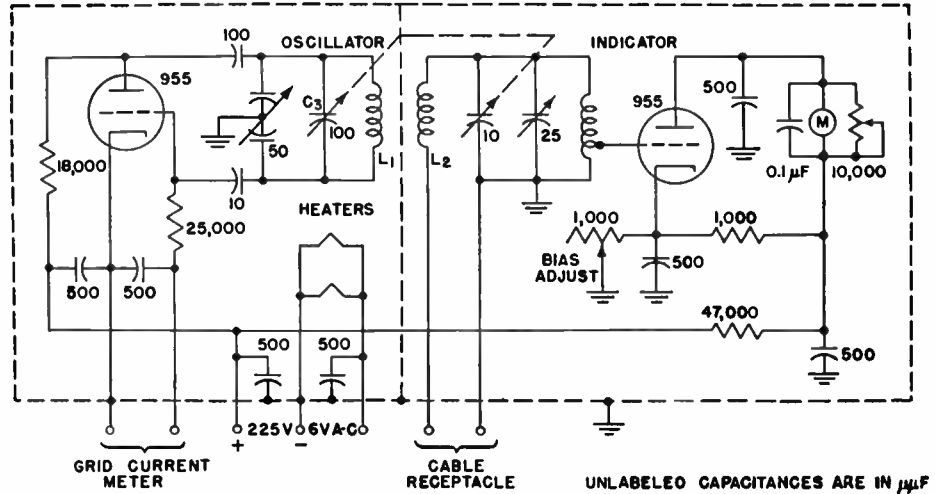 100
OSCILLATOR
INDICATOR
955
C3
100
50
L1
18,000
10
25,000
HEATERS
500
500
L2
10
25
955
500
M
0.1 μF
10,000
1,000
1,000
BIAS
ADJUST
500
47,000
500
500
500
+
225V
−
6VA-C
GRID CURRENT
METER
CABLE
RECEPTACLE
UNLABELED CAPACITANCES ARE IN μμF